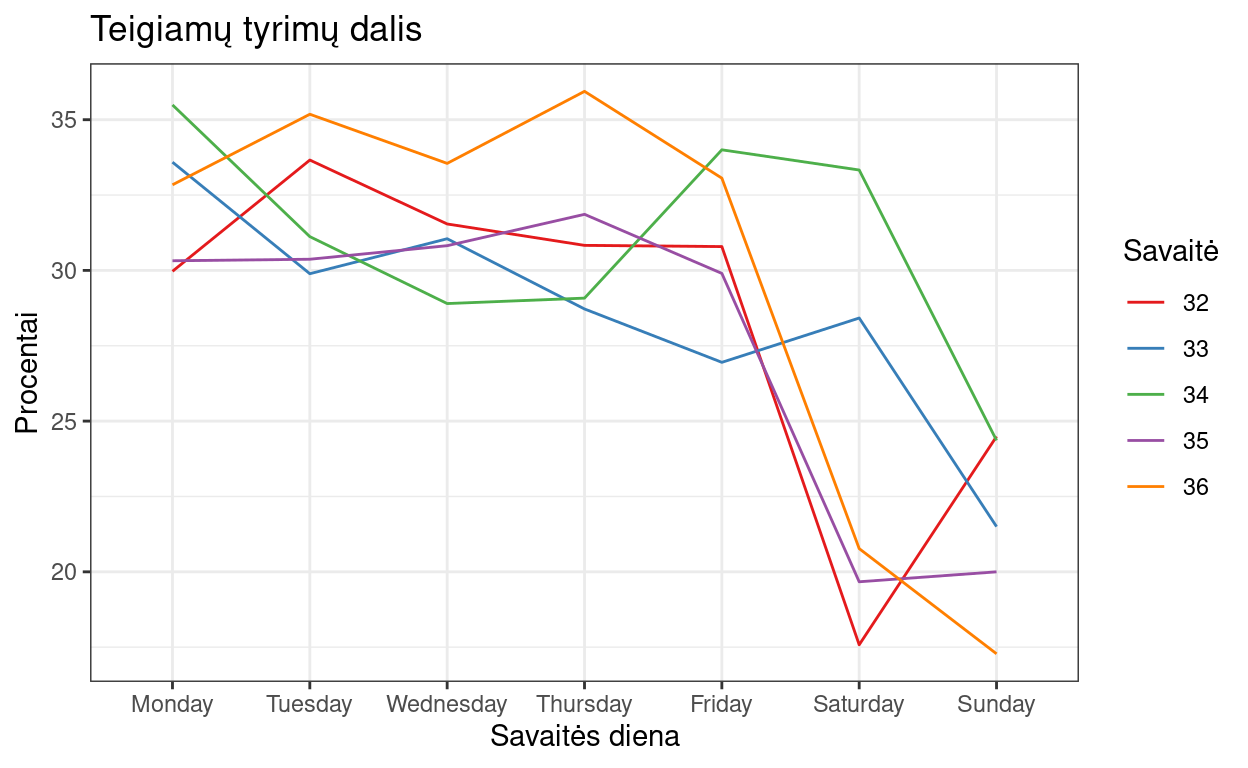 Teigiamų tyrimų dalis
Procentai
35
30
25
20
Monday Tuesday Wednesday Thursday Friday Saturday Sunday
Savaitės diena
Savaitė
32
33
34
35
36